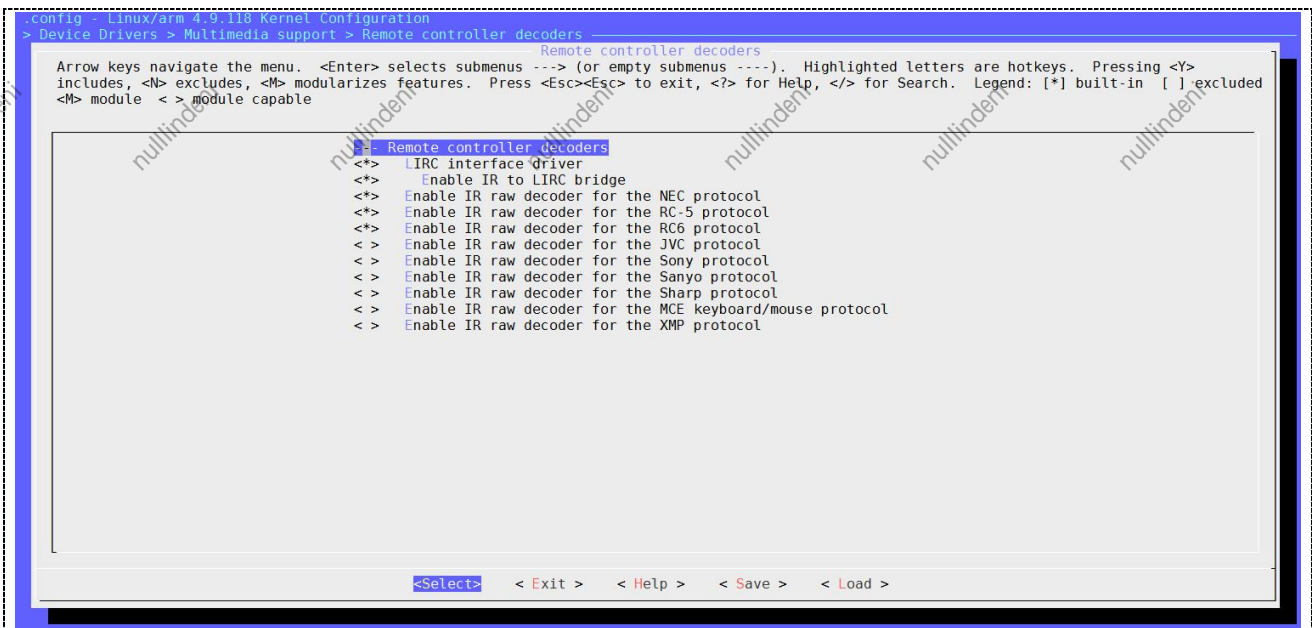 .config - Linux/arm 4.9.118 Kernel Configuration
> Device Drivers > Multimedia support > Remote controller decoders
Remote controller decoders
Arrow keys navigate the menu. <Enter> selects submenus ---> (or empty submenus ----). Highlighted letters are hotkeys. Pressing <Y>
includes, <N> excludes, <M> modularizes features. Press <Esc><Esc> to exit, <?> for Help, </> for Search. Legend: [*] built-in [ ] excluded
<M> module < > module capable
--- Remote controller decoders
<*> LIRC interface driver
<*> Enable IR to LIRC bridge
<*> Enable IR raw decoder for the NEC protocol
<*> Enable IR raw decoder for the RC-5 protocol
<*> Enable IR raw decoder for the RC6 protocol
< > Enable IR raw decoder for the JVC protocol
< > Enable IR raw decoder for the Sony protocol
< > Enable IR raw decoder for the Sanyo protocol
< > Enable IR raw decoder for the Sharp protocol
< > Enable IR raw decoder for the MCE keyboard/mouse protocol
< > Enable IR raw decoder for the XMP protocol
<Select> < Exit > < Help > < Save > < Load >